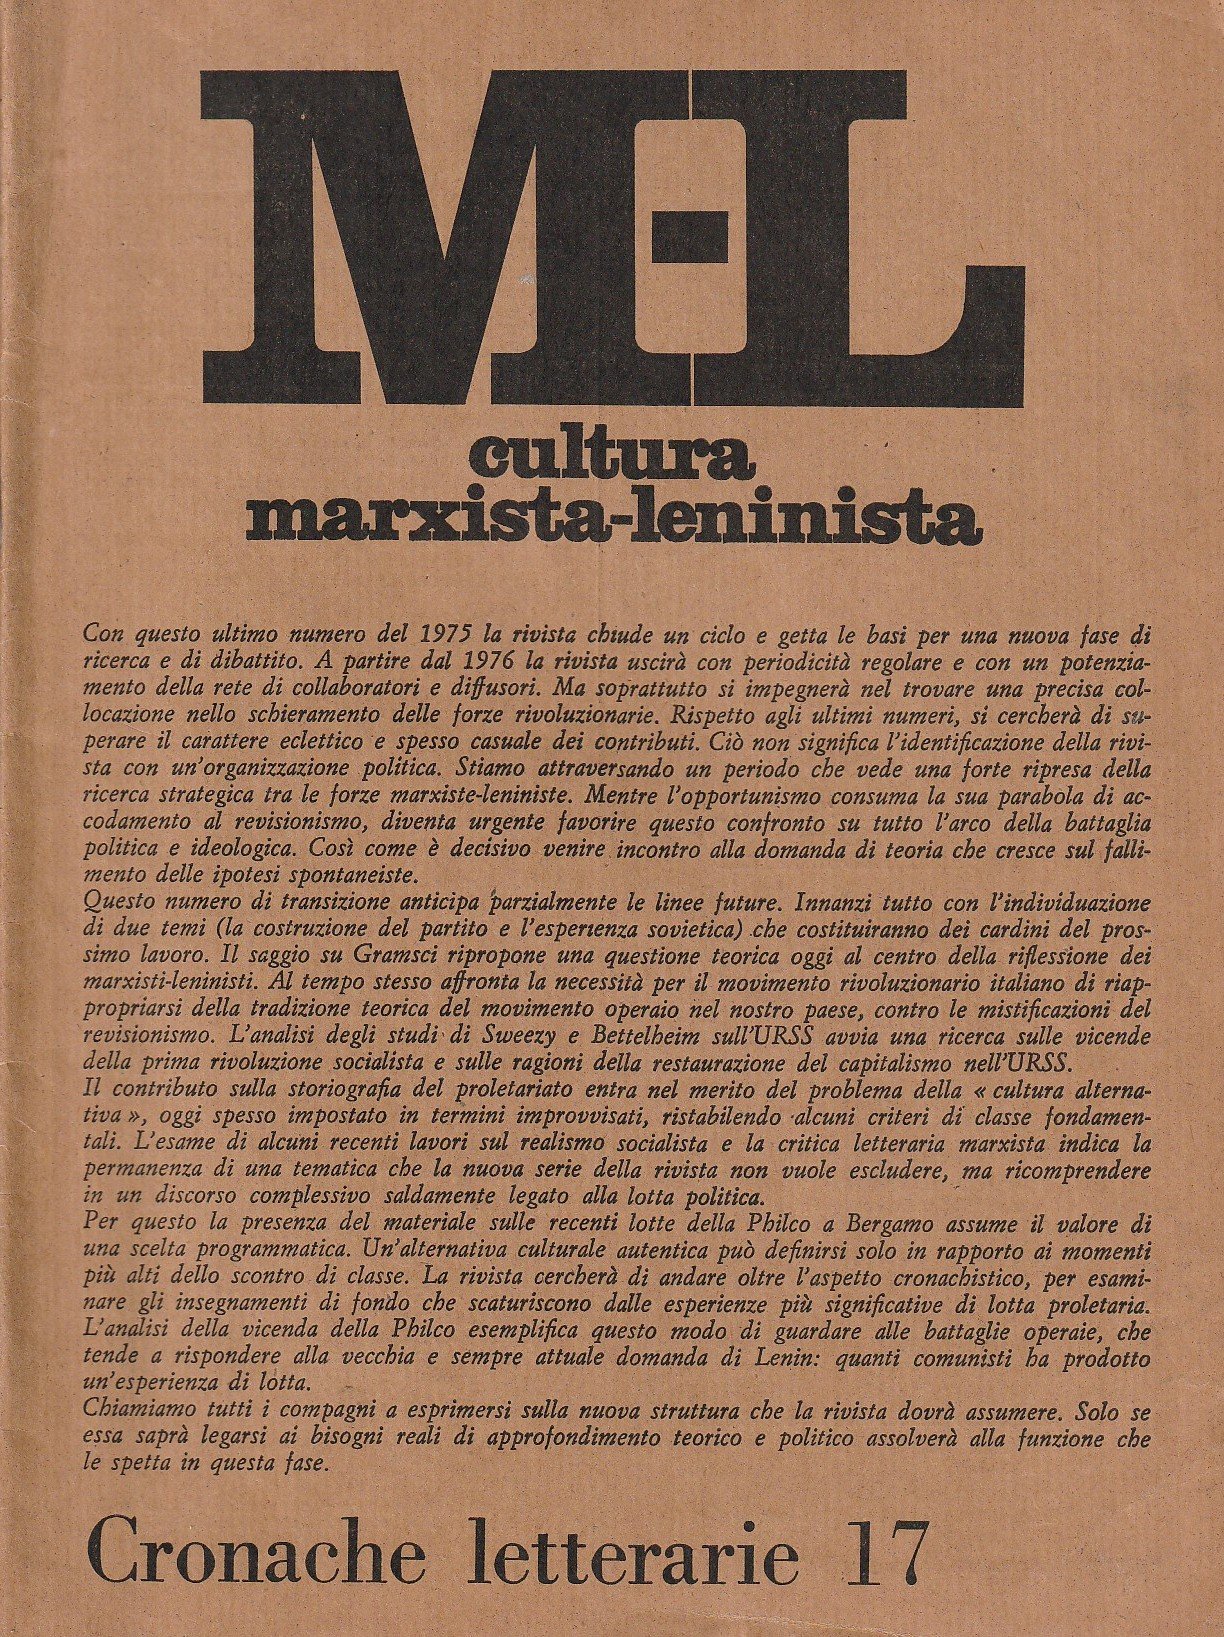 M-L
cultura
marxista-leninista
Con questo ultimo numero del 1975 la rivista chiude un ciclo e getta le basi per una nuova fase di
ricerca e di dibattito. A partire dal 1976 la rivista uscirà con periodicità regolare e con un potenzia-
mento della rete di collaboratori e diffusori. Ma soprattutto si impegnerà nel trovare una precisa col-
locazione nello schieramento delle forze rivoluzionarie. Rispetto agli ultimi numeri, si cercherà di su-
perare il carattere eclettico e spesso casuale dei contributi. Ciò non significa l'identificazione della rivi-
sta con un'organizzazione politica. Stiamo attraversando un periodo che vede una forte ripresa della
ricerca strategica tra le forze marxiste-leniniste. Mentre l'opportunismo consuma la sua parabola di ac-
codamento al revisionismo, diventa urgente favorire questo confronto su tutto l'arco della battaglia
politica e ideologica. Così come è decisivo venire incontro alla domanda di teoria che cresce sul falli-
mento delle ipotesi spontaneiste.
Questo numero di transizione anticipa parzialmente le linee future. Innanzi tutto con l'individuazione
di due temi (la costruzione del partito e l'esperienza sovietica) che costituiranno dei cardini del pros-
simo lavoro. Il saggio su Gramsci ripropone una questione teorica oggi al centro della riflessione dei
marxisti-leninisti. Al tempo stesso affronta la necessità per il movimento rivoluzionario italiano di riap-
propriarsi della tradizione teorica del movimento operaio nel nostro paese, contro le mistificazioni del
revisionismo. L'analisi degli studi di Sweezy e Bettelheim sull'URSS avvia una ricerca sulle vicende
della prima rivoluzione socialista e sulle ragioni della restaurazione del capitalismo nell'URSS.
Il contributo sulla storiografia del proletariato entra nel merito del problema della « cultura alterna-
tiva », oggi spesso impostato in termini improvvisati, ristabilendo alcuni criteri di classe fondamen-
tali. L'esame di alcuni recenti lavori sul realismo socialista e la critica letteraria marxista indica la
permanenza di una tematica che la nuova serie della rivista non vuole escludere, ma ricomprendere
in un discorso complessivo saldamente legato alla lotta politica.
Per questo la presenza del materiale sulle recenti lotte della Philco a Bergamo assume il valore di
una scelta programmatica. Un'alternativa culturale autentica può definirsi solo in rapporto ai momenti
più alti dello scontro di classe. La rivista cercherà di andare oltre l'aspetto cronachistico, per esami-
nare gli insegnamenti di fondo che scaturiscono dalle esperienze più significative di lotta proletaria.
L'analisi della vicenda della Philco esemplifica questo modo di guardare alle battaglie operaie, che
tende a rispondere alla vecchia e sempre attuale domanda di Lenin: quanti comunisti ha prodotto
un'esperienza di lotta.
Chiamiamo tutti i compagni a esprimersi sulla nuova struttura che la rivista dovrà assumere. Solo se
essa saprà legarsi ai bisogni reali di approfondimento teorico e politico assolverà alla funzione che
le spetta in questa fase.
Cronache letterarie 17